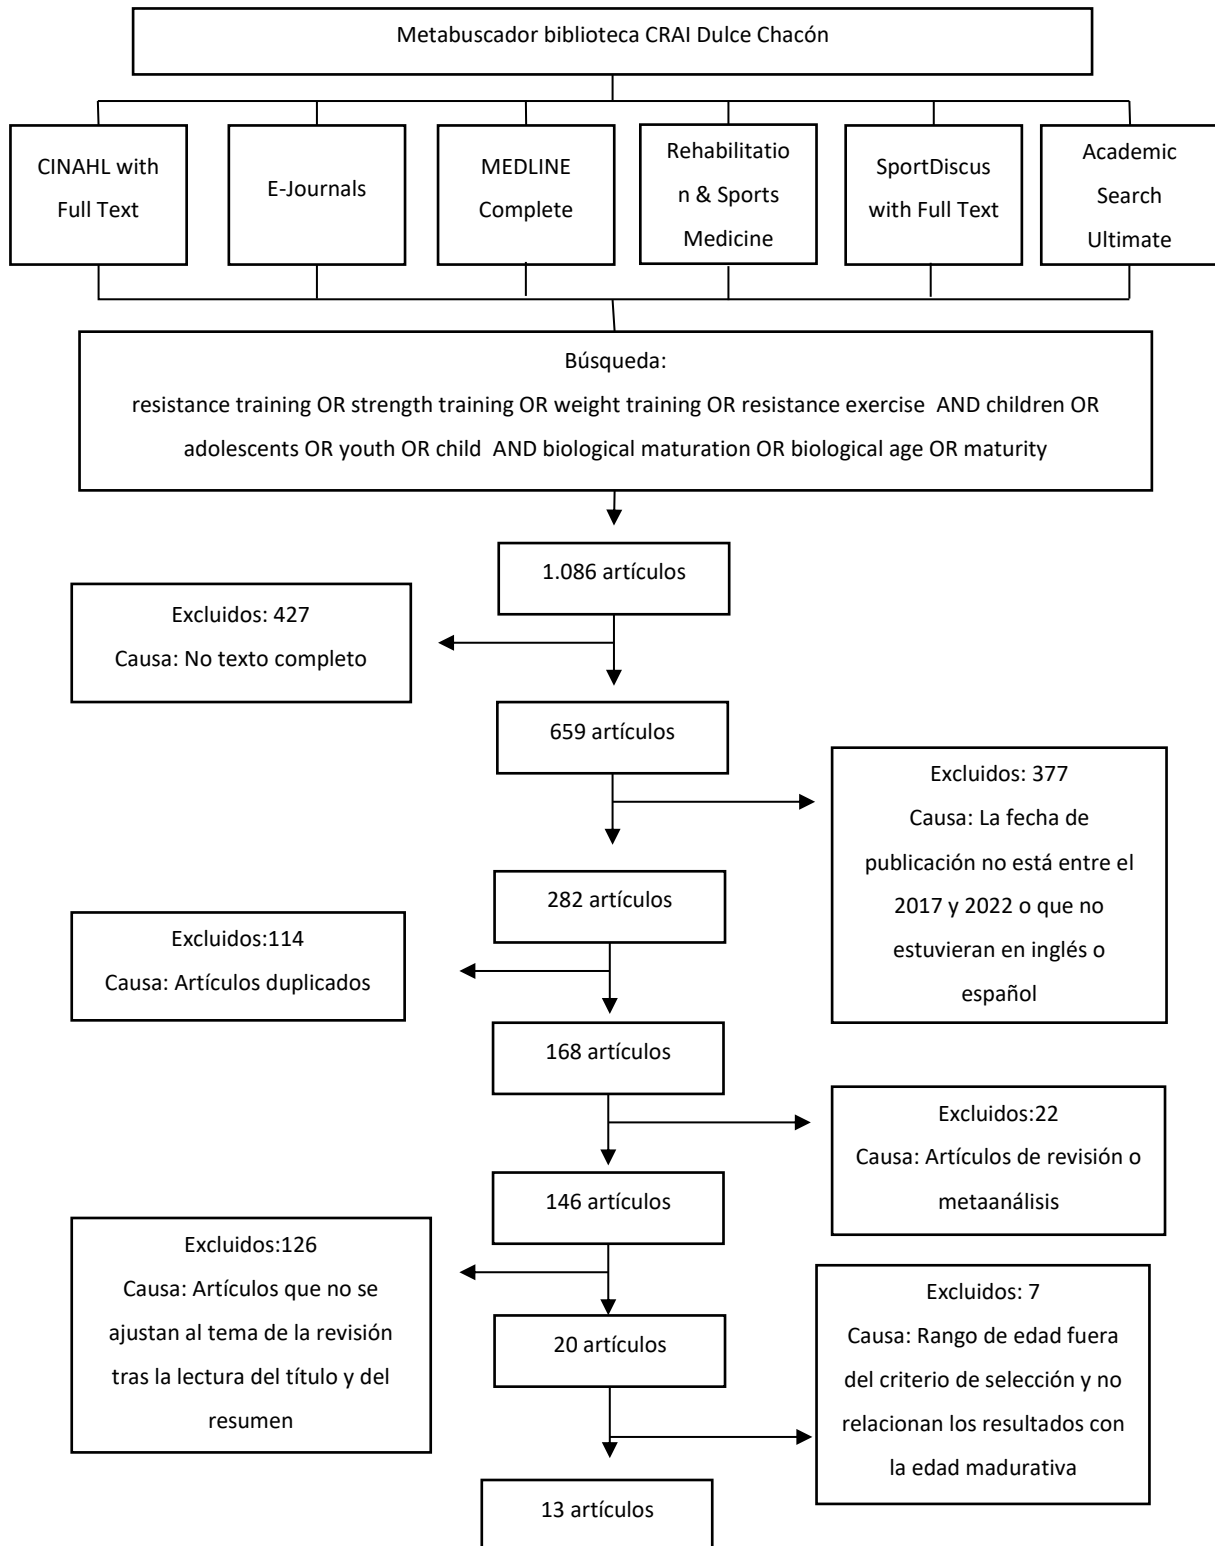 Metabuscador biblioteca CRAI Dulce Chacón
CINAHL with
Full Text
E-Journals
MEDLINE
Complete
Rehabilitatio
n & Sports
Medicine
SportDiscus
with Full Text
Academic
Search
Ultimate
Búsqueda:
resistance training OR strength training OR weight training OR resistance exercise AND children OR
adolescents OR youth OR child AND biological maturation OR biological age OR maturity
1.086 artículos
Excluidos: 427
Causa: No texto completo
659 artículos
Excluidos: 377
Causa: La fecha de
publicación no está entre el
2017 y 2022 o que no
estuvieran en inglés o
español
282 artículos
Excluidos:114
Causa: Artículos duplicados
168 artículos
Excluidos:22
Causa: Artículos de revisión o
metaanálisis
146 artículos
Excluidos:126
Causa: Artículos que no se
ajustan al tema de la revisión
tras la lectura del título y del
resumen
20 artículos
Excluidos: 7
Causa: Rango de edad fuera
del criterio de selección y no
relacionan los resultados con
la edad madurativa
13 artículos